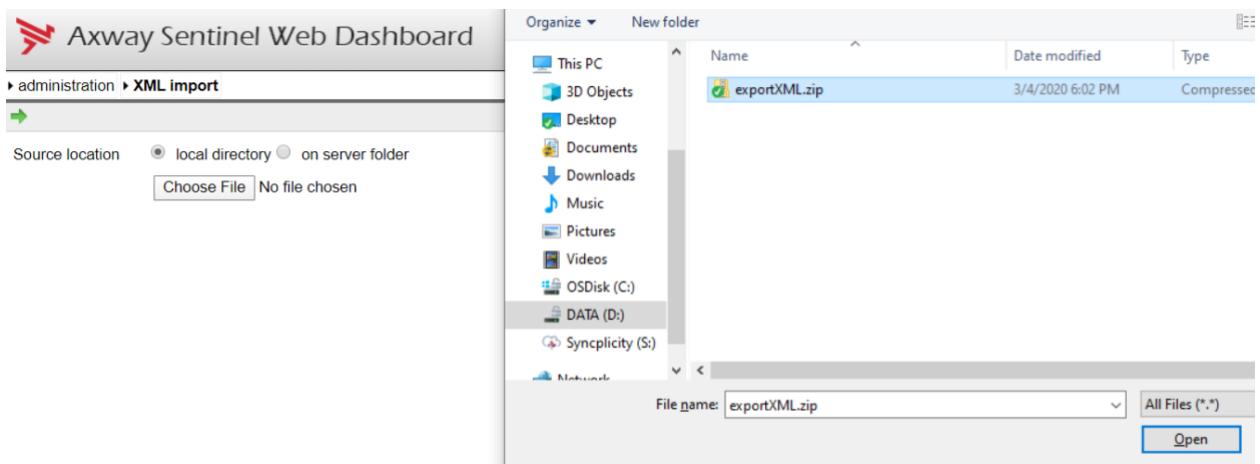 Axway Sentinel Web Dashboard
administration XML import
Source location local directory on server folder
Choose File No file chosen
Organize New folder
This PC
3D Objects
Desktop
Documents
Downloads
Music
Pictures
Videos
OSDisk (C:)
DATA (D:)
Syncplicity (S:)
Network
Name Date modified Type
exportXML.zip 3/4/2020 6:02 PM Compressed
File name: exportXML.zip All Files (*.*)
Open